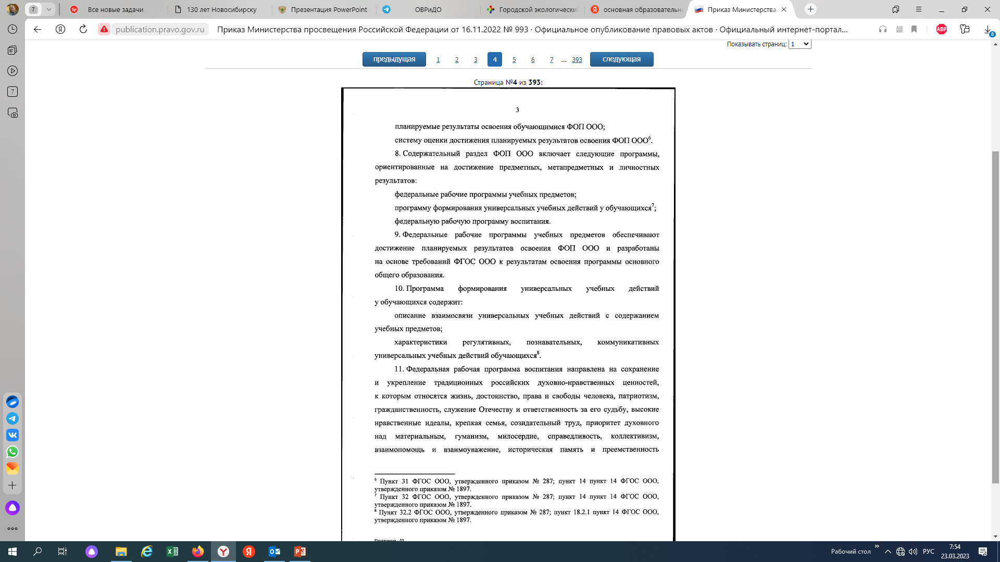 7
Все новые задачи
130 лет Новосибирску
Презентация PowerPoint
ОВРиДО
Городской экологический
основная образовательна
Приказ Министерства
publication.pravo.gov.ru
Приказ Министерства просвещения Российской Федерации от 16.11.2022 № 993 · Официальное опубликование правовых актов · Официальный интернет-портал...
ABP
8
7
Показывать страниц: 1
предыдущая 1 2 3 4 5 6 7 ... 393 следующая
Страница №4 из 393:
3
планируемые результаты освоения обучающимися ФОП ООО;
систему оценки достижения планируемых результатов освоения ФОП ООО6.
8. Содержательный раздел ФОП ООО включает следующие программы,
ориентированные на достижение предметных, метапредметных и личностных
результатов:
федеральные рабочие программы учебных предметов;
программу формирования универсальных учебных действий у обучающихся7;
федеральную рабочую программу воспитания.
9. Федеральные рабочие программы учебных предметов обеспечивают
достижение планируемых результатов освоения ФОП ООО и разработаны
на основе требований ФГОС ООО к результатам освоения программы основного
общего образования.
10. Программа формирования универсальных учебных действий
у обучающихся содержит:
описание взаимосвязи универсальных учебных действий с содержанием
учебных предметов;
характеристики регулятивных, познавательных, коммуникативных
универсальных учебных действий обучающихся8.
11. Федеральная рабочая программа воспитания направлена на сохранение
и укрепление традиционных российских духовно-нравственных ценностей,
к которым относятся жизнь, достоинство, права и свободы человека, патриотизм,
гражданственность, служение Отечеству и ответственность за его судьбу, высокие
нравственные идеалы, крепкая семья, созидательный труд, приоритет духовного
над материальным, гуманизм, милосердие, справедливость, коллективизм,
взаимопомощь и взаимоуважение, историческая память и преемственность
6 Пункт 31 ФГОС ООО, утвержденного приказом № 287; пункт 14 пункт 14 ФГОС ООО,
утвержденного приказом № 1897.
7 Пункт 32 ФГОС ООО, утвержденного приказом № 287; пункт 14 пункт 14 ФГОС ООО,
утвержденного приказом № 1897.
8 Пункт 32.2 ФГОС ООО, утвержденного приказом № 287; пункт 18.2.1 пункт 14 ФГОС ООО,
утвержденного приказом № 1897.
Рабочий стол
РУС
7:54
23.03.2023